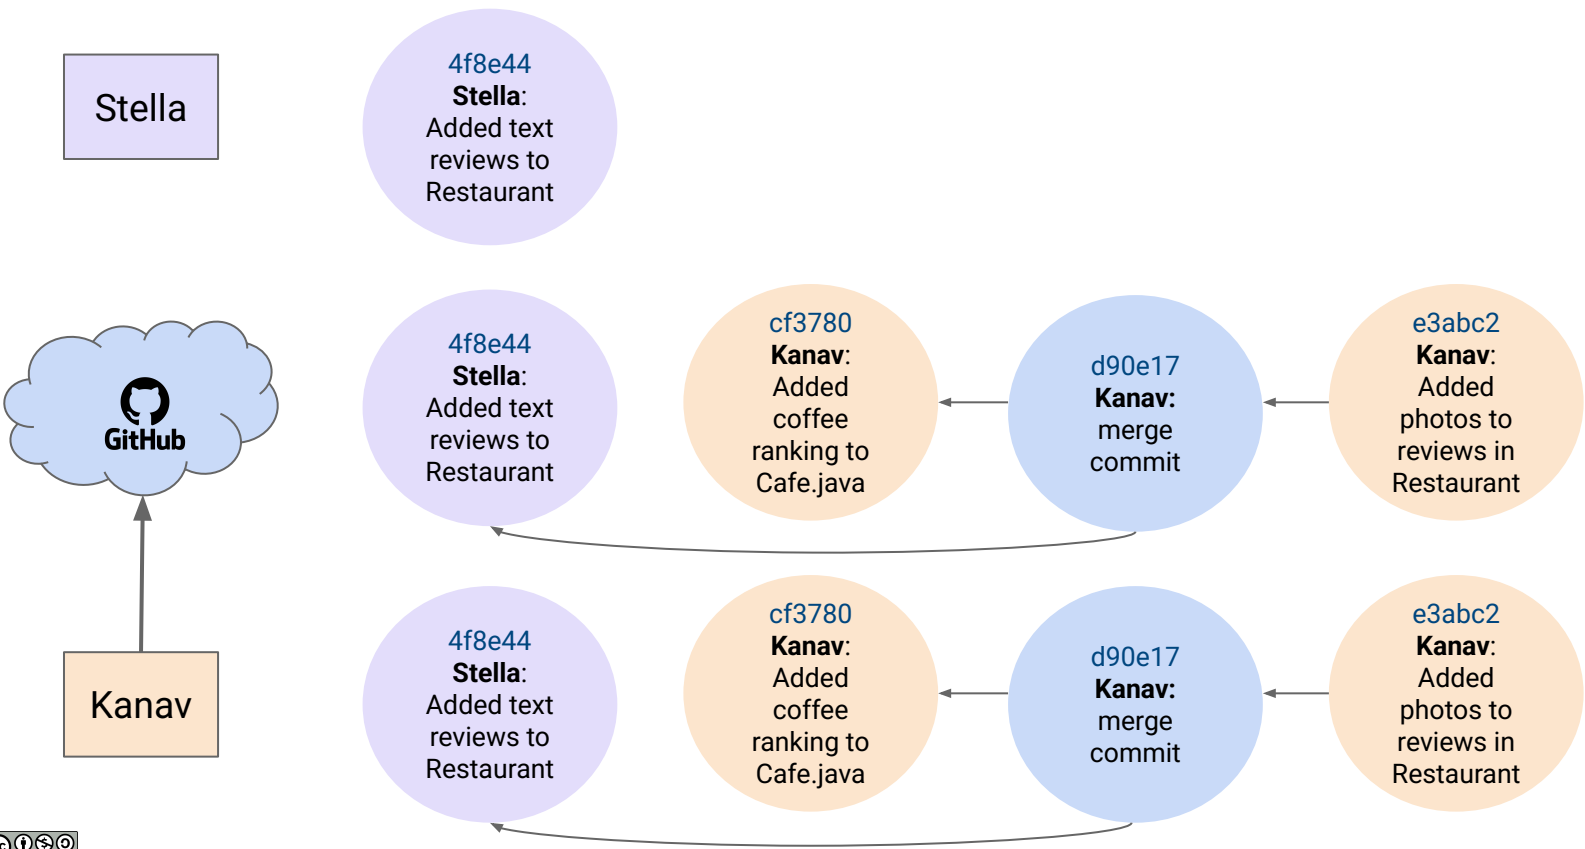 Stella
4f8e44
Stella:
Added text
reviews to
Restaurant
GitHub
4f8e44
Stella:
Added text
reviews to
Restaurant
cf3780
Kanav:
Added
coffee
ranking to
Cafe.java
d90e17
Kanav:
merge
commit
e3abc2
Kanav:
Added
photos to
reviews in
Restaurant
Kanav
4f8e44
Stella:
Added text
reviews to
Restaurant
cf3780
Kanav:
Added
coffee
ranking to
Cafe.java
d90e17
Kanav:
merge
commit
e3abc2
Kanav:
Added
photos to
reviews in
Restaurant